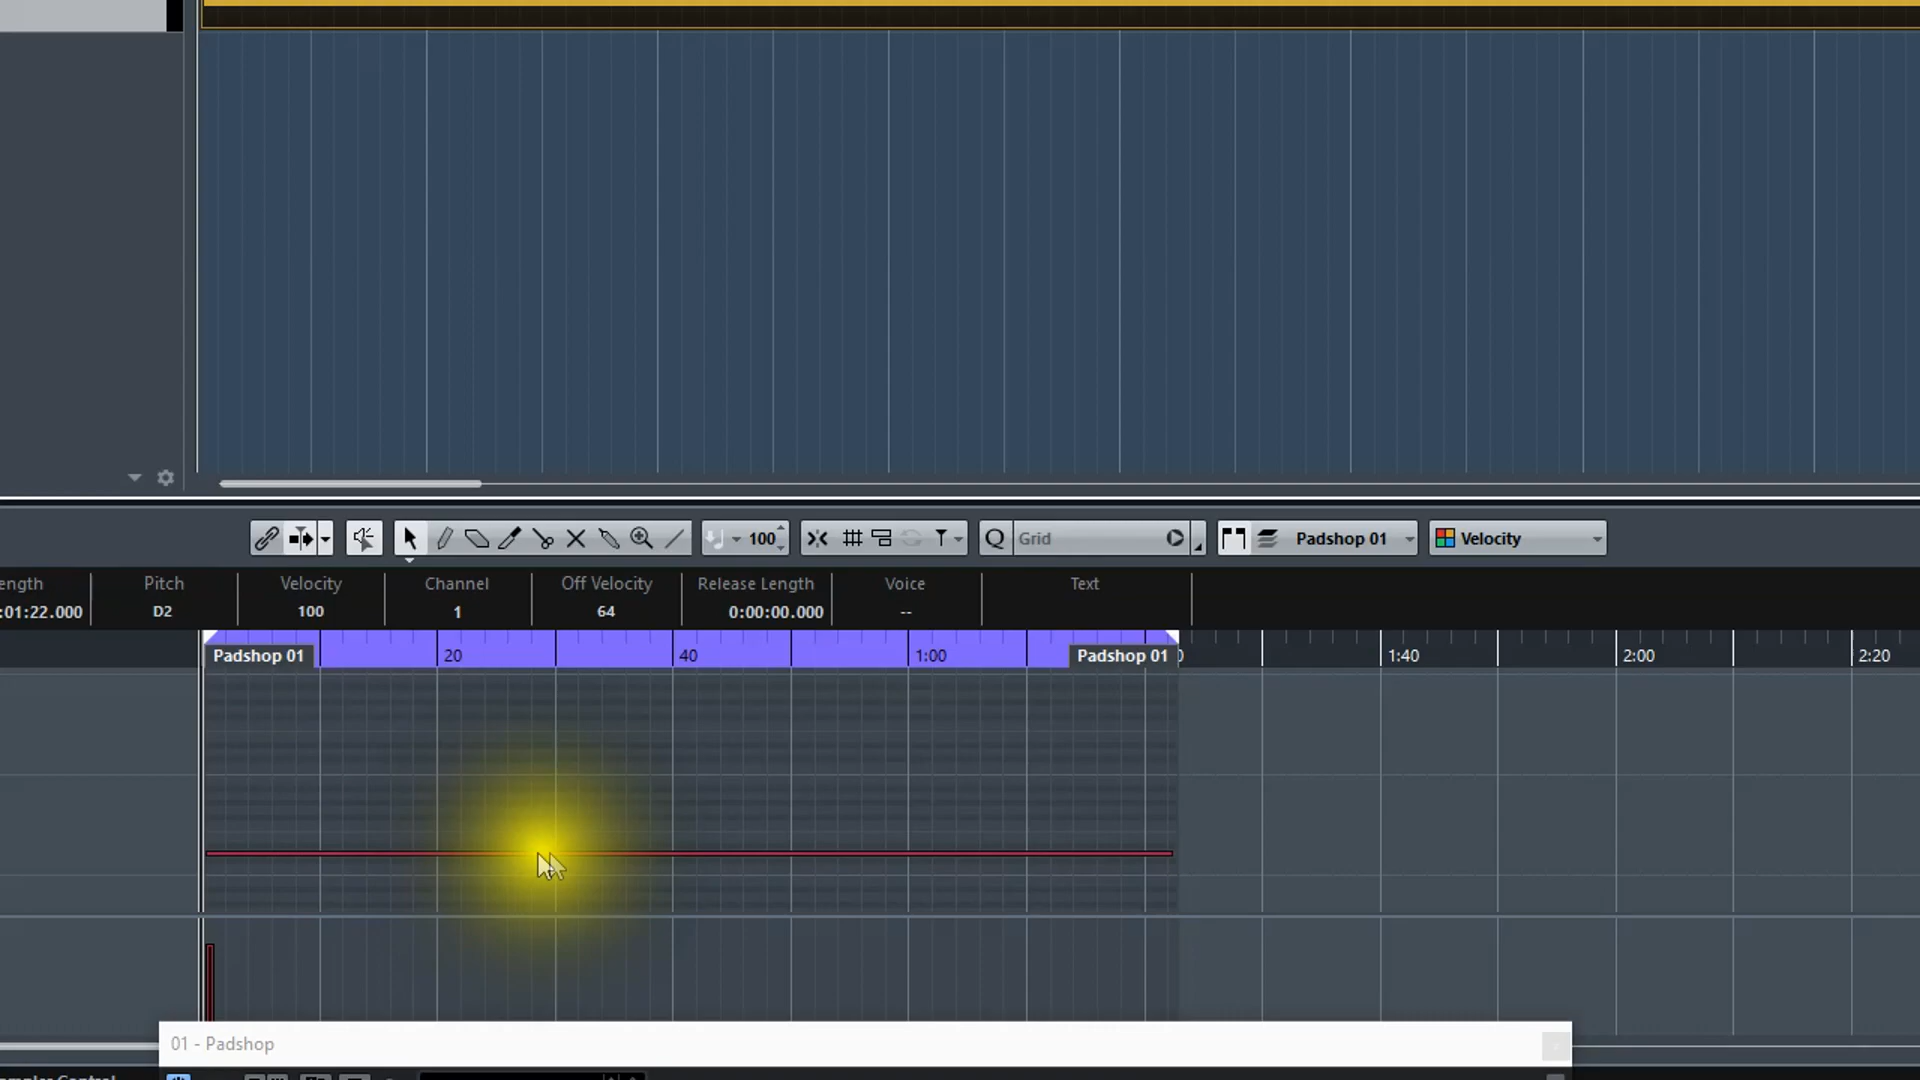 100
Q
Grid
Padshop 01
Velocity
ength
Pitch
Velocity
Channel
Off Velocity
Release Length
Voice
Text
:01:22.000
D2
100
1
64
0:00:00.000
--
Padshop 01
20
40
1:00
Padshop 01
1:40
2:00
2:20
01 - Padshop